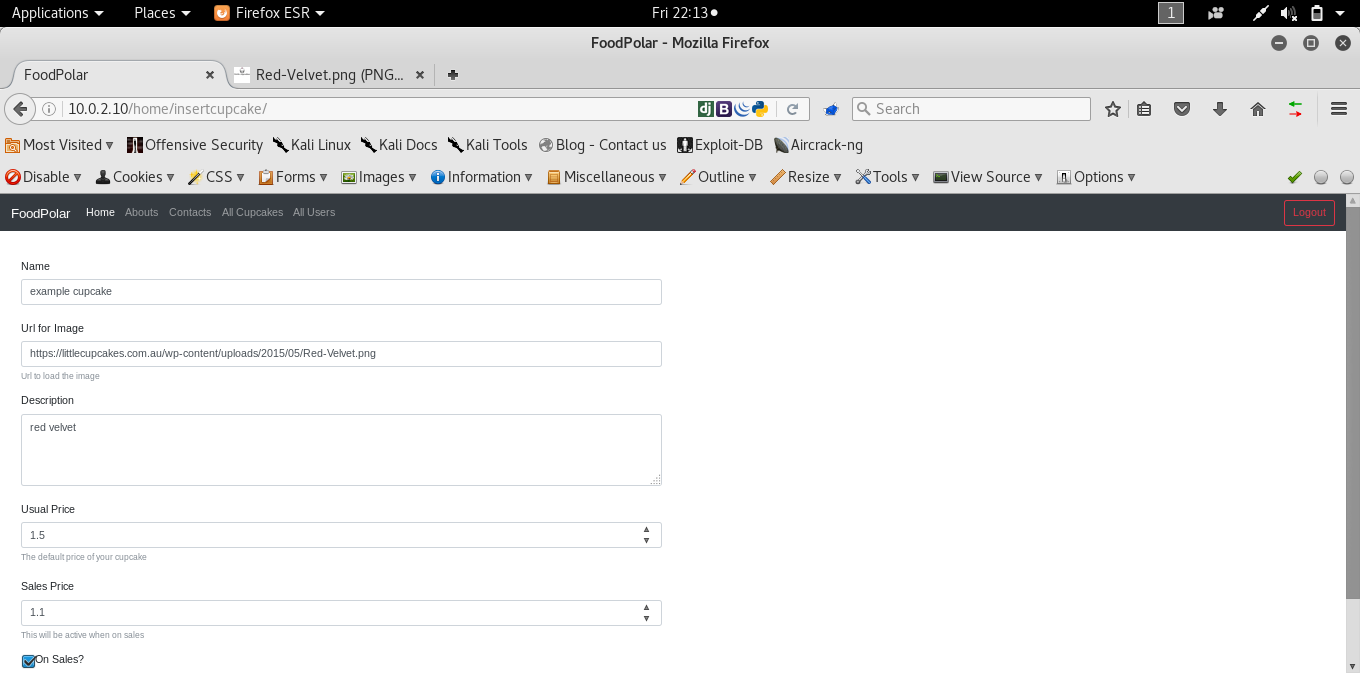 Applications Places Firefox ESR Fri 22:13 1
FoodPolar - Mozilla Firefox
FoodPolar Red-Velvet.png (PNG...
10.0.2.10/home/insertcupcake/ dj B Search
Most Visited Offensive Security Kali Linux Kali Docs Kali Tools Blog - Contact us Exploit-DB Aircrack-ng
Disable Cookies CSS Forms Images Information Miscellaneous Outline Resize Tools View Source Options
FoodPolar Home Abouts Contacts All Cupcakes All Users Logout
Name
example cupcake
Url for Image
https://littlecupcakes.com.au/wp-content/uploads/2015/05/Red-Velvet.png
Url to load the image
Description
red velvet
Usual Price
1.5
The default price of your cupcake
Sales Price
1.1
This will be active when on sales
On Sales?